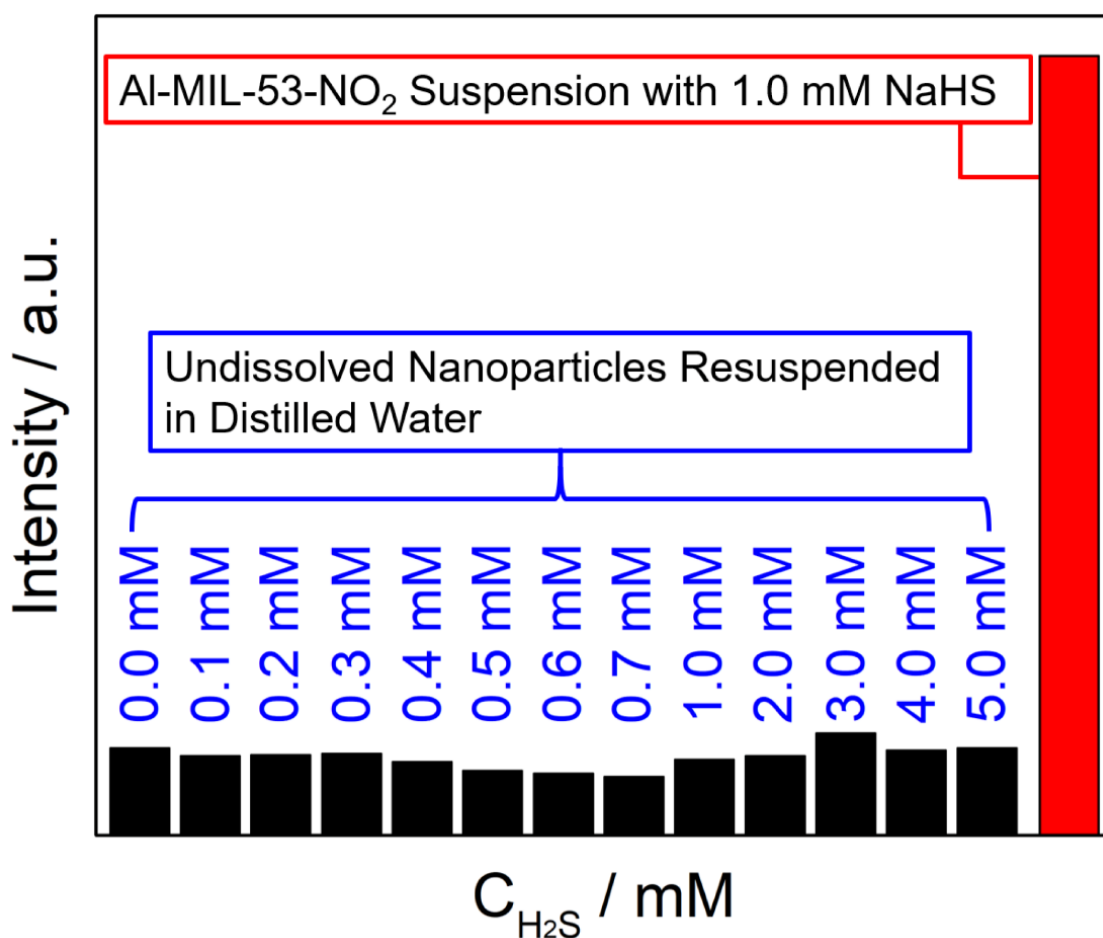 Al-MIL-53-NO₂ Suspension with 1.0 mM NaHS
Intensity / a.u.
Undissolved Nanoparticles Resuspended
in Distilled Water
0.0 mM
0.1 mM
0.2 mM
0.3 mM
0.4 mM
0.5 mM
0.6 mM
0.7 mM
1.0 mM
2.0 mM
3.0 mM
4.0 mM
5.0 mM
C_H₂S / mM